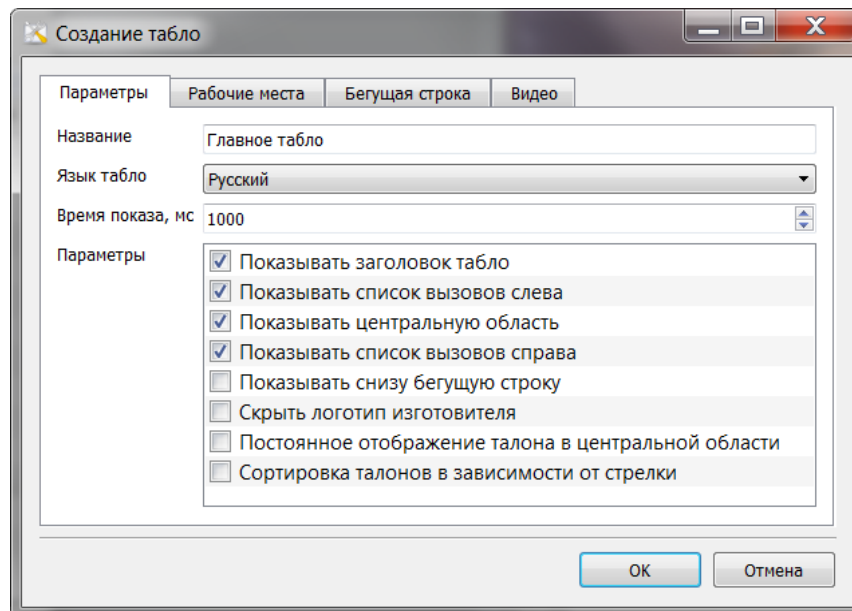 Создание табло
Параметры Рабочие места Бегущая строка Видео
Название Главное табло
Язык табло Русский
Время показа, мс 1000
Параметры
Показывать заголовок табло
Показывать список вызовов слева
Показывать центральную область
Показывать список вызовов справа
Показывать снизу бегущую строку
Скрыть логотип изготовителя
Постоянное отображение талона в центральной области
Сортировка талонов в зависимости от стрелки
OK Отмена